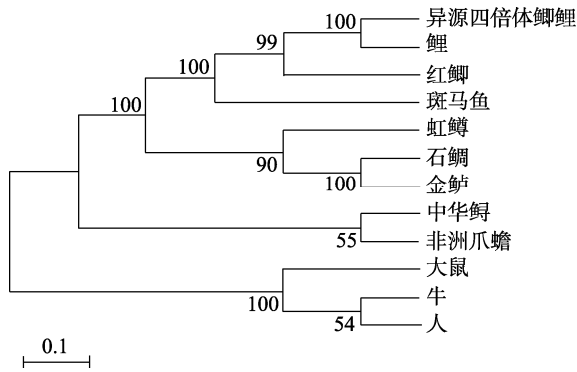 100
异源四倍体鲫鲤
99
鲤
100
红鲫
100
斑马鱼
虹鳟
90
石鲷
100
金鲈
中华鲟
55
非洲爪蟾
大鼠
100
牛
54
人
0.1